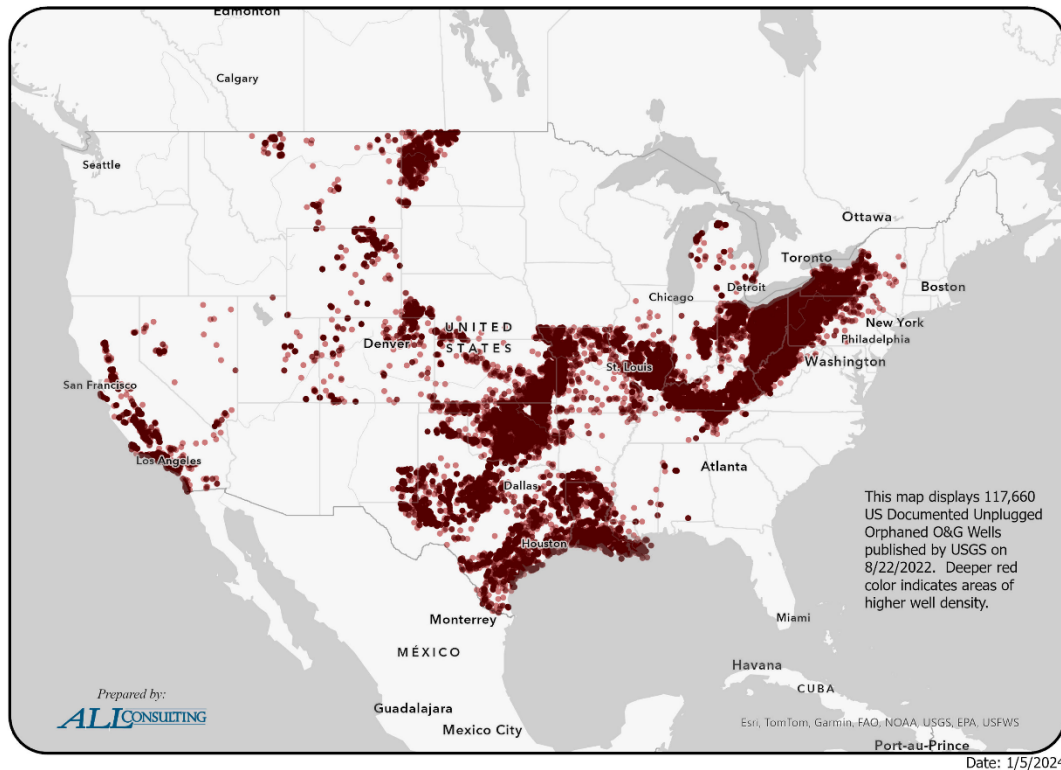 Edmonton
Calgary
Seattle
Ottawa
Toronto
Detroit
Boston
Chicago
New York
Philadelphia
UNITED
STATES
Denver
Washington
St. Louis
San Francisco
Los Angeles
Atlanta
Dallas
This map displays 117,660
US Documented Unplugged
Orphaned O&G Wells
published by USGS on
8/22/2022. Deeper red
color indicates areas of
higher well density.
Houston
Monterrey
Miami
MÉXICO
Havana
CUBA
Prepared by:
ALL CONSULTING
Guadalajara
Mexico City
Esri, TomTom, Garmin, FAO, NOAA, USGS, EPA, USFWS
Port-au-Prince
Date: 1/5/202